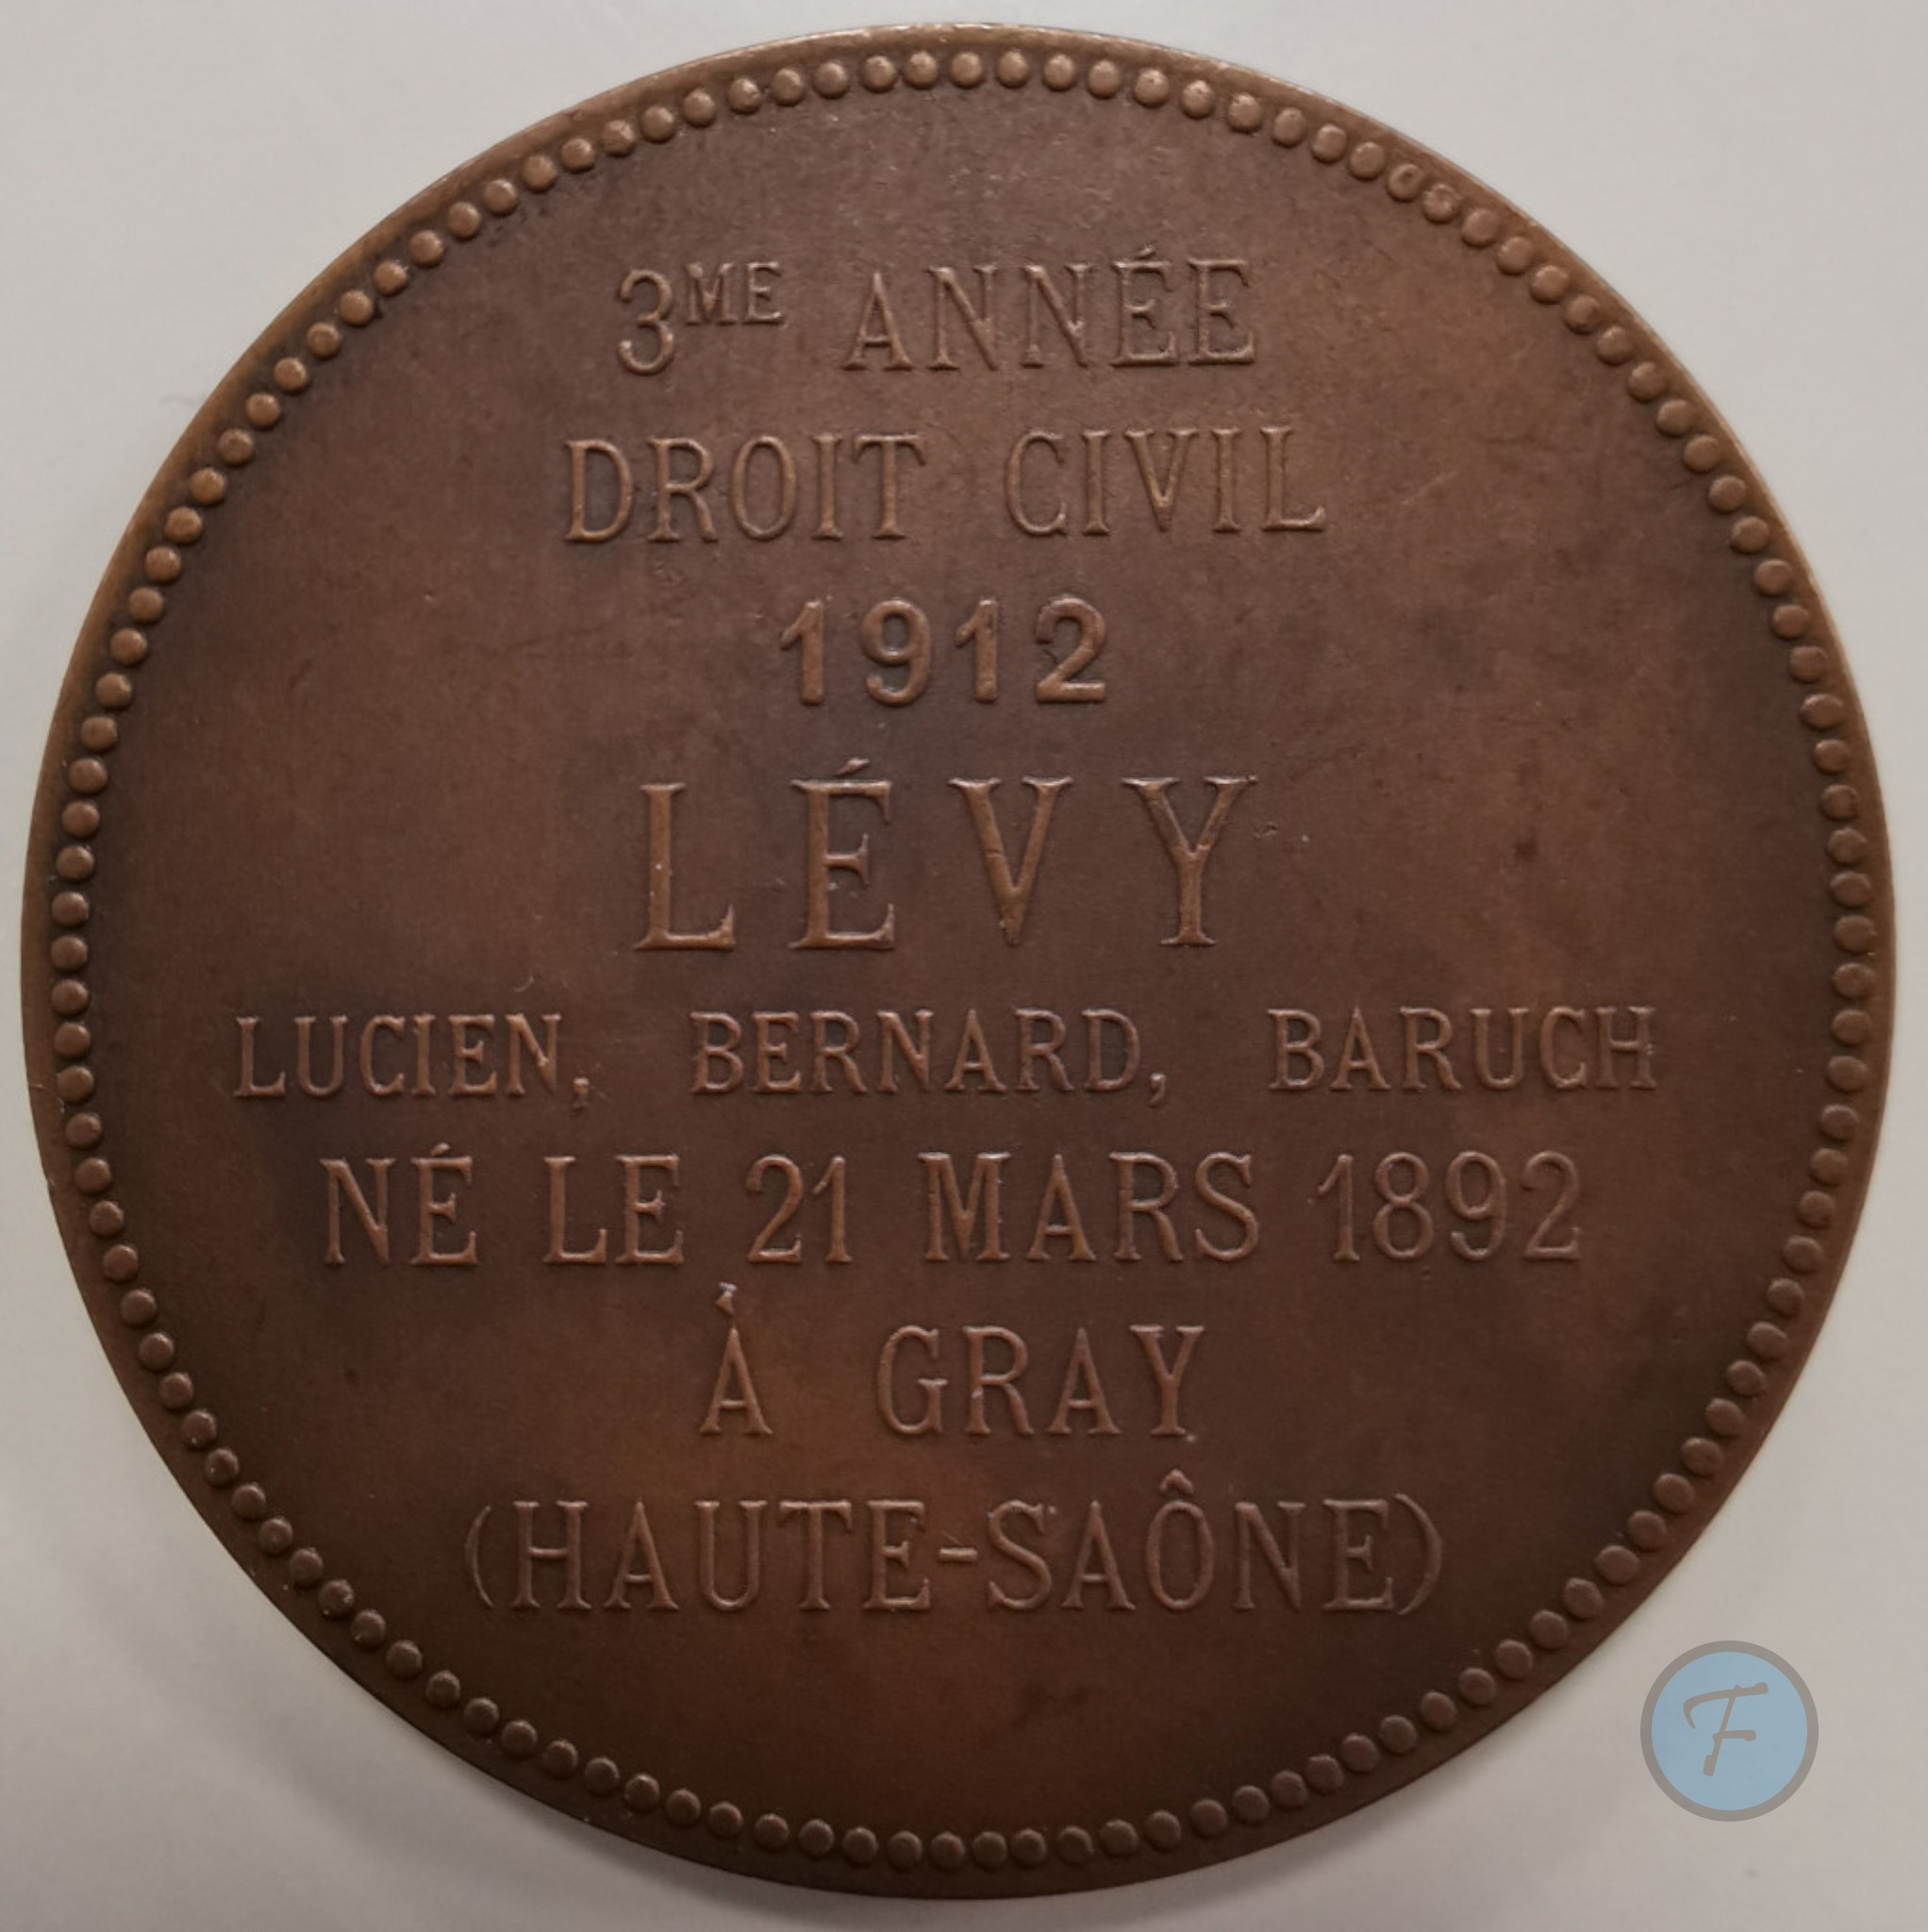 3ME ANNÉE
DROIT CIVIL
1912
LÉVY
LUCIEN, BERNARD, BARUCH
NÉ LE 21 MARS 1892
À GRAY
(HAUTE-SAÔNE)
F